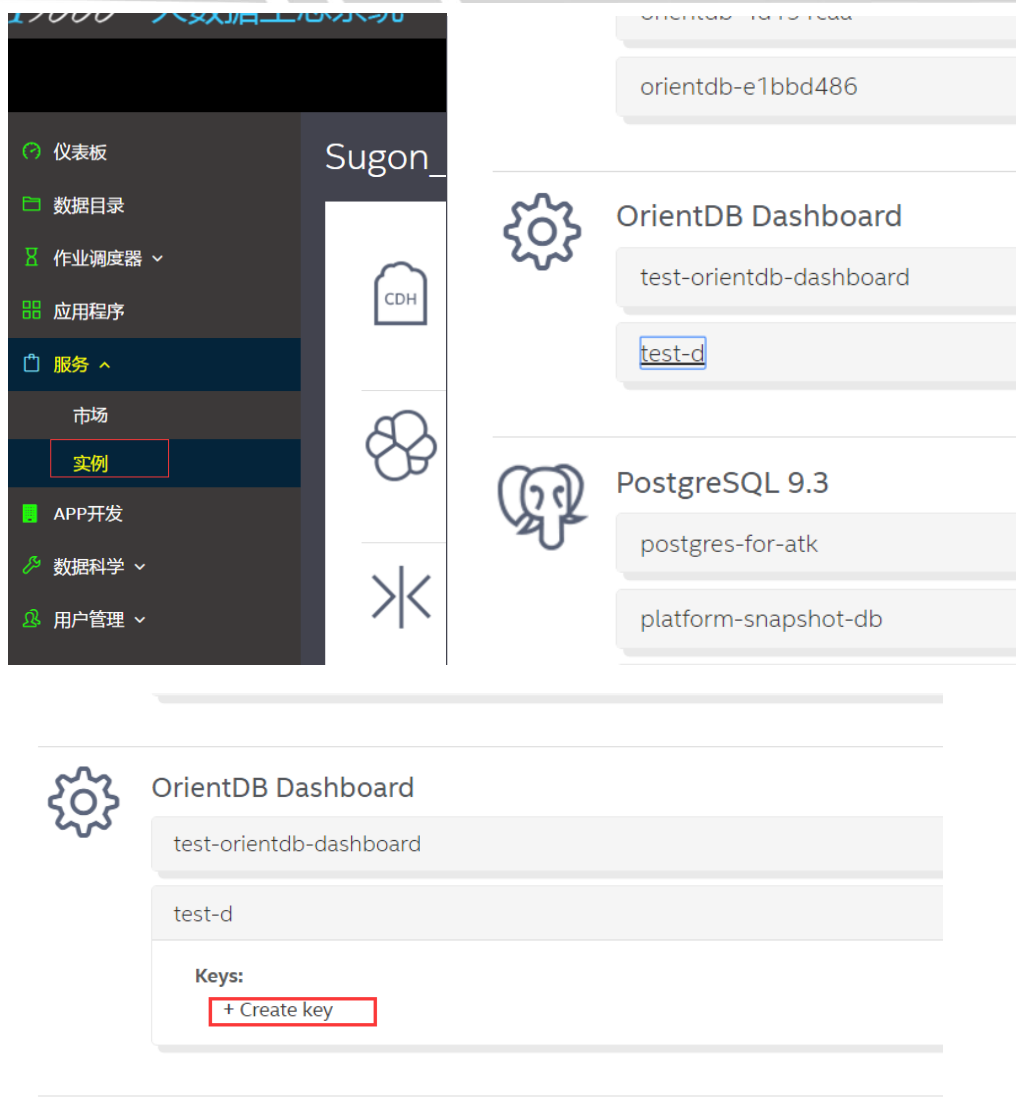 仪表板
数据目录
作业调度器
应用程序
服务
市场
实例
APP开发
数据科学
用户管理
Sugon_
CDH
orientdb-e1bbd486
OrientDB Dashboard
test-orientdb-dashboard
test-d
PostgreSQL 9.3
postgres-for-atk
platform-snapshot-db
OrientDB Dashboard
test-orientdb-dashboard
test-d
Keys:
+ Create key